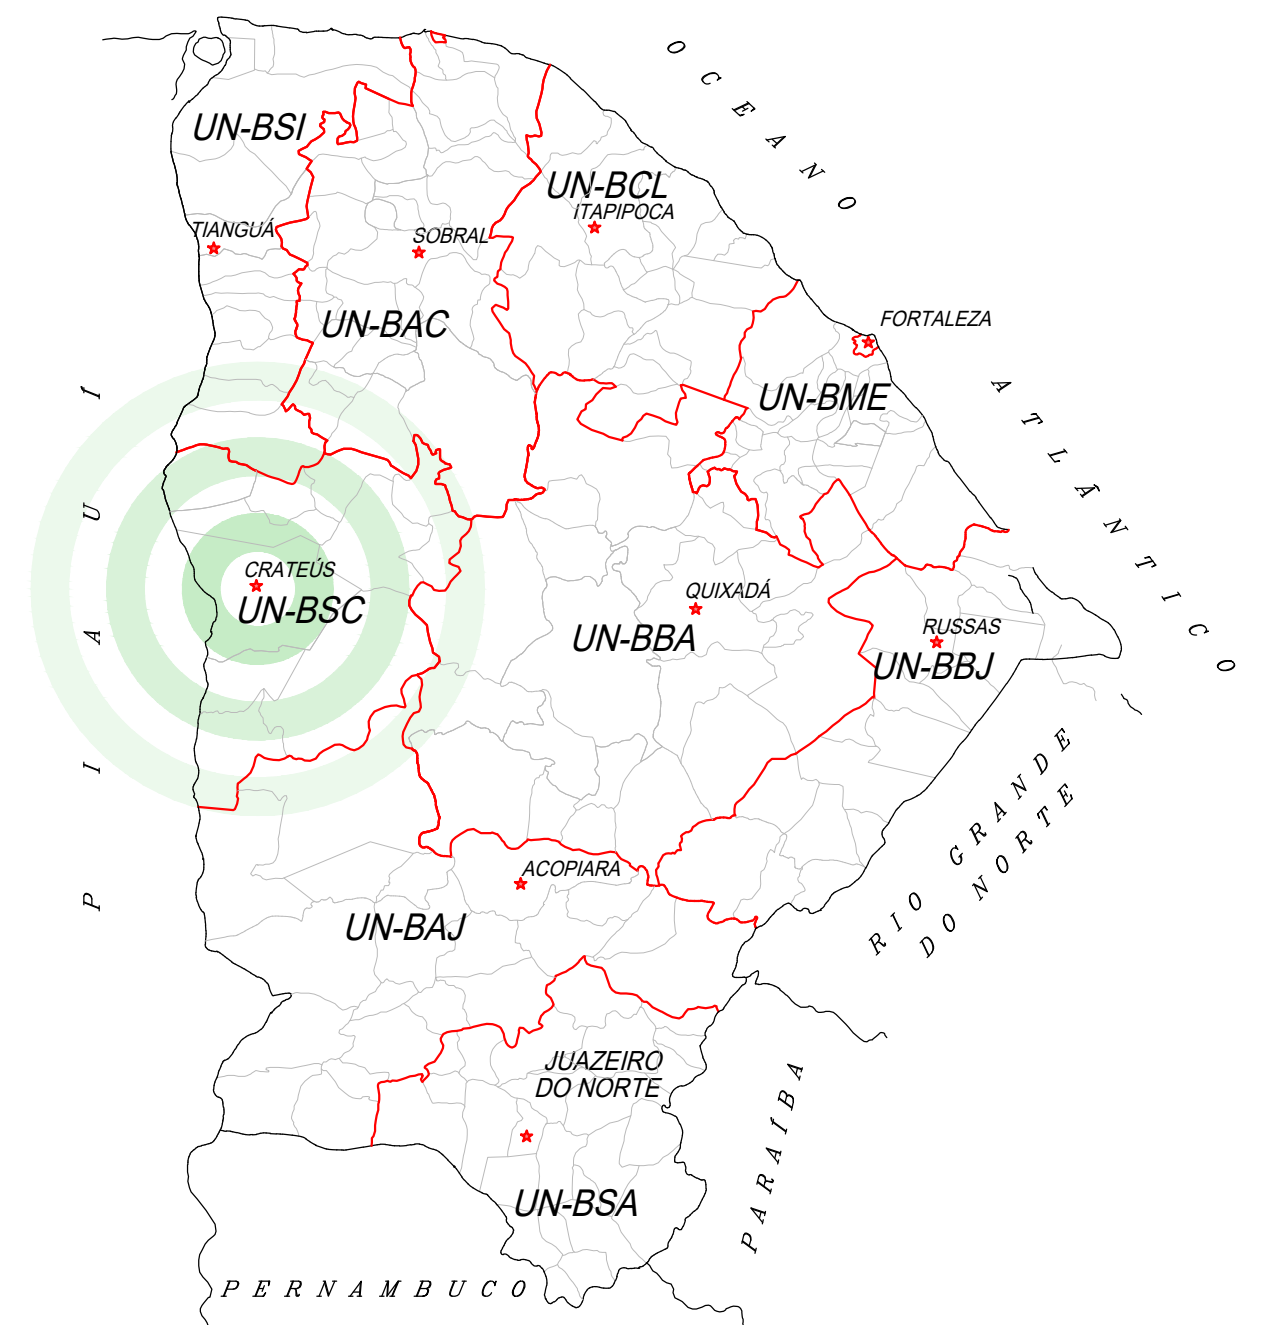 OCEANO
ATLÂNTICO
UN-BSI
UN-BCL
ITAPIPOCA
TIANGUÁ
SOBRAL
UN-BAC
FORTALEZA
UN-BME
PIAUÍ
CRATEÚS
UN-BSC
QUIXADÁ
UN-BBA
RUSSAS
UN-BBJ
RIO GRANDE
DO NORTE
ACOPIARA
UN-BAJ
JUAZEIRO
DO NORTE
PARAÍBA
UN-BSA
PERNAMBUCO